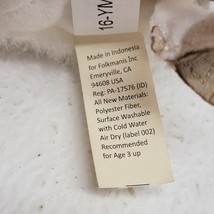 16-YM
Made in Indonesia
for Folkmanis Inc
Emeryville, CA
94608 USA
Reg: PA-17576 (ID)
All New Materials:
Polyester Fiber,
Surface Washable
with Cold Water
Air Dry (label 002)
Recommended
for Age 3 up